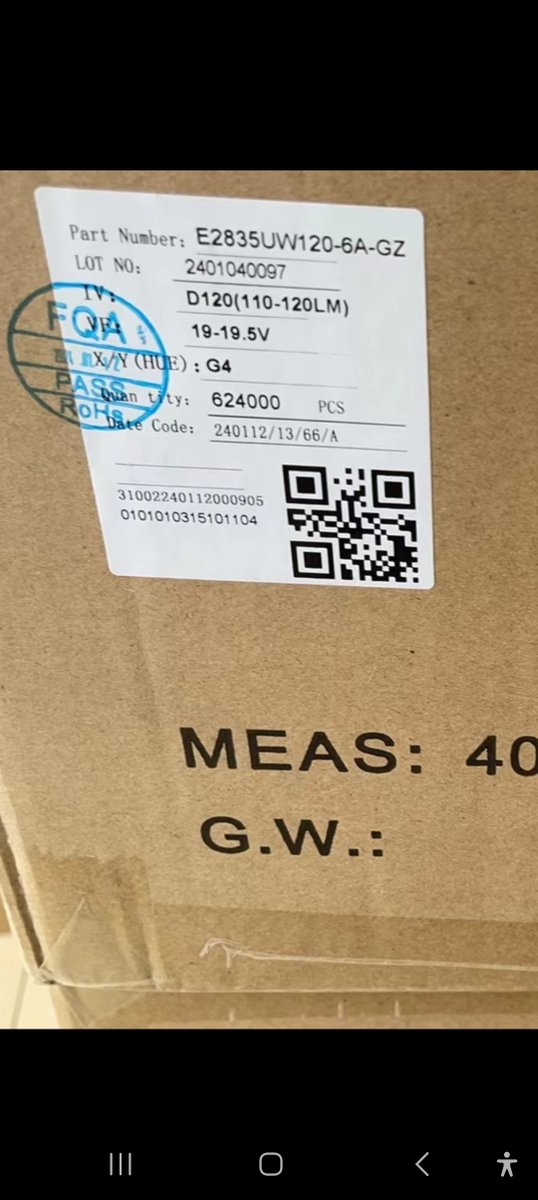 Part Number: E2835UW120-6A-GZ
LOT NO: 2401040097
IV: D120(110-120LM)
VF: 19-19.5V
X/Y(HUE): G4
Quantity: 624000 PCS
Date Code: 240112/13/66/A
31002240112000905
0101010315101104
FQA
PASS
RoHS
MEAS: 40
G.W.: